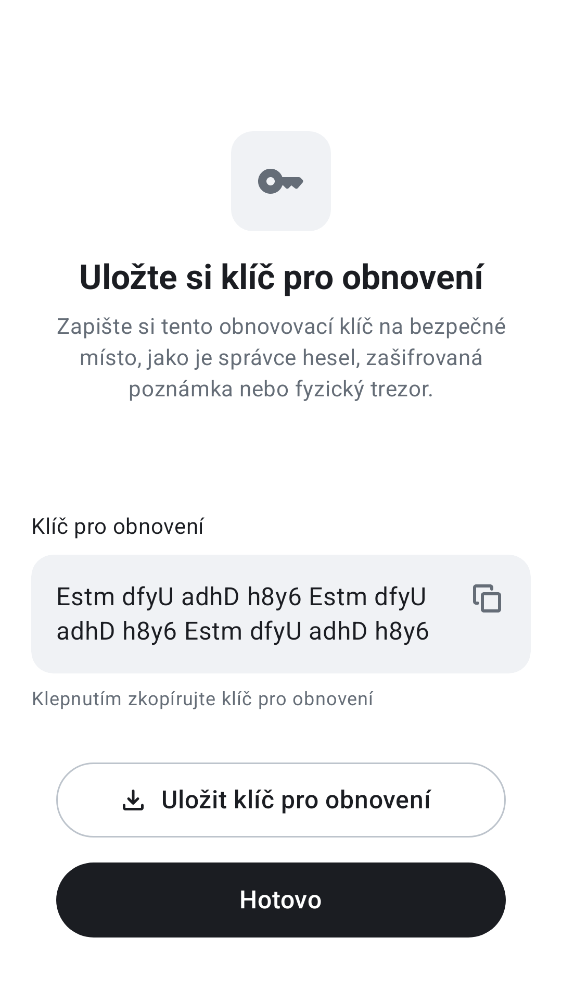 Uložte si klíč pro obnovení
Zapište si tento obnovovací klíč na bezpečné
místo, jako je správce hesel, zašifrovaná
poznámka nebo fyzický trezor.
Klíč pro obnovení
Estm dfyU adhD h8y6 Estm dfyU
adhD h8y6 Estm dfyU adhD h8y6
Klepnutím zkopírujte klíč pro obnovení
Uložit klíč pro obnovení
Hotovo